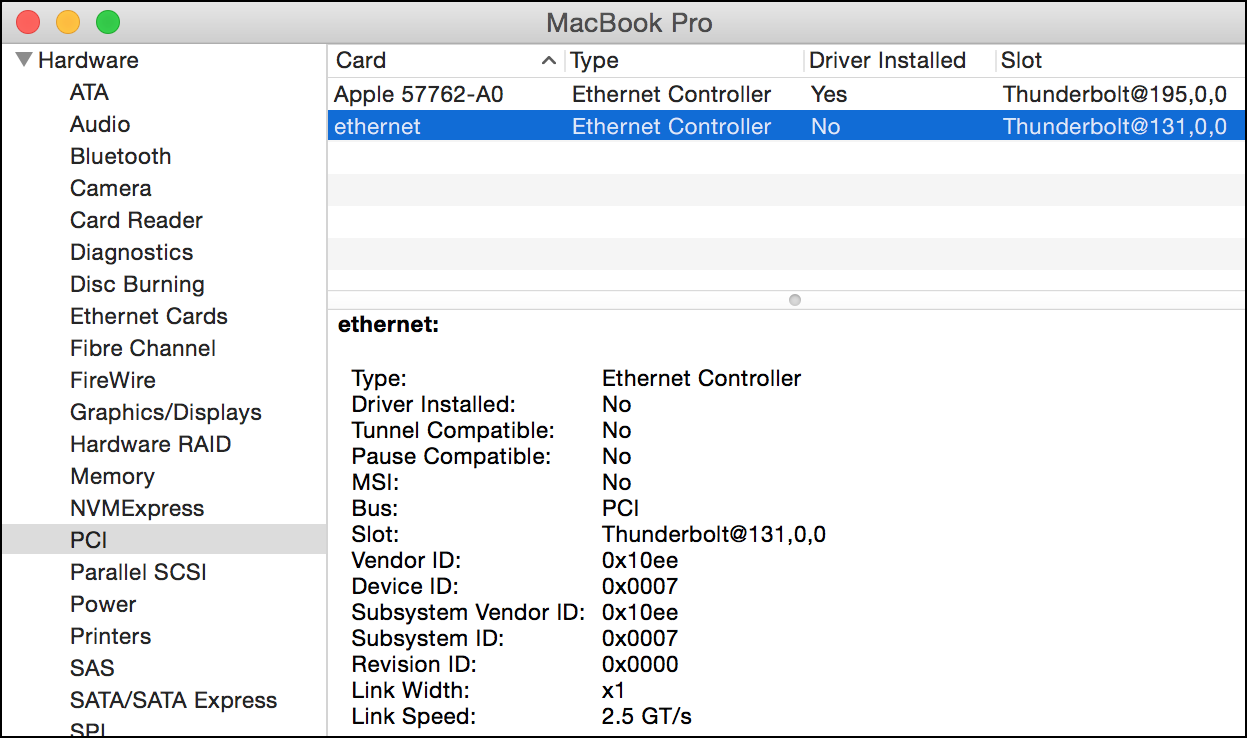 MacBook Pro
Hardware
ATA
Audio
Bluetooth
Camera
Card Reader
Diagnostics
Disc Burning
Ethernet Cards
Fibre Channel
FireWire
Graphics/Displays
Hardware RAID
Memory
NVMExpress
PCI
Parallel SCSI
Power
Printers
SAS
SATA/SATA Express
SPI
Card Type Driver Installed Slot
Apple 57762-A0 Ethernet Controller Yes Thunderbolt@195,0,0
ethernet Ethernet Controller No Thunderbolt@131,0,0
ethernet:
Type: Ethernet Controller
Driver Installed: No
Tunnel Compatible: No
Pause Compatible: No
MSI: No
Bus: PCI
Slot: Thunderbolt@131,0,0
Vendor ID: 0x10ee
Device ID: 0x0007
Subsystem Vendor ID: 0x10ee
Subsystem ID: 0x0007
Revision ID: 0x0000
Link Width: x1
Link Speed: 2.5 GT/s